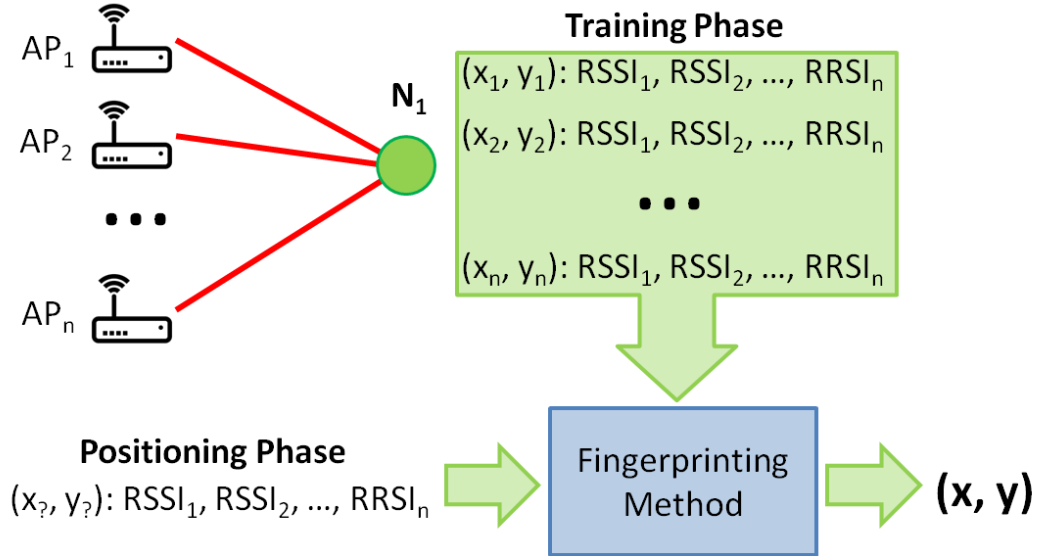 AP₁
AP₂
...
APₙ
N₁
Training Phase
(x₁, y₁): RSSI₁, RSSI₂, ..., RRSIₙ
(x₂, y₂): RSSI₁, RSSI₂, ..., RRSIₙ
...
(xₙ, yₙ): RSSI₁, RSSI₂, ..., RRSIₙ
Positioning Phase
(x?, y?): RSSI₁, RSSI₂, ..., RRSIₙ
Fingerprinting
Method
(x, y)